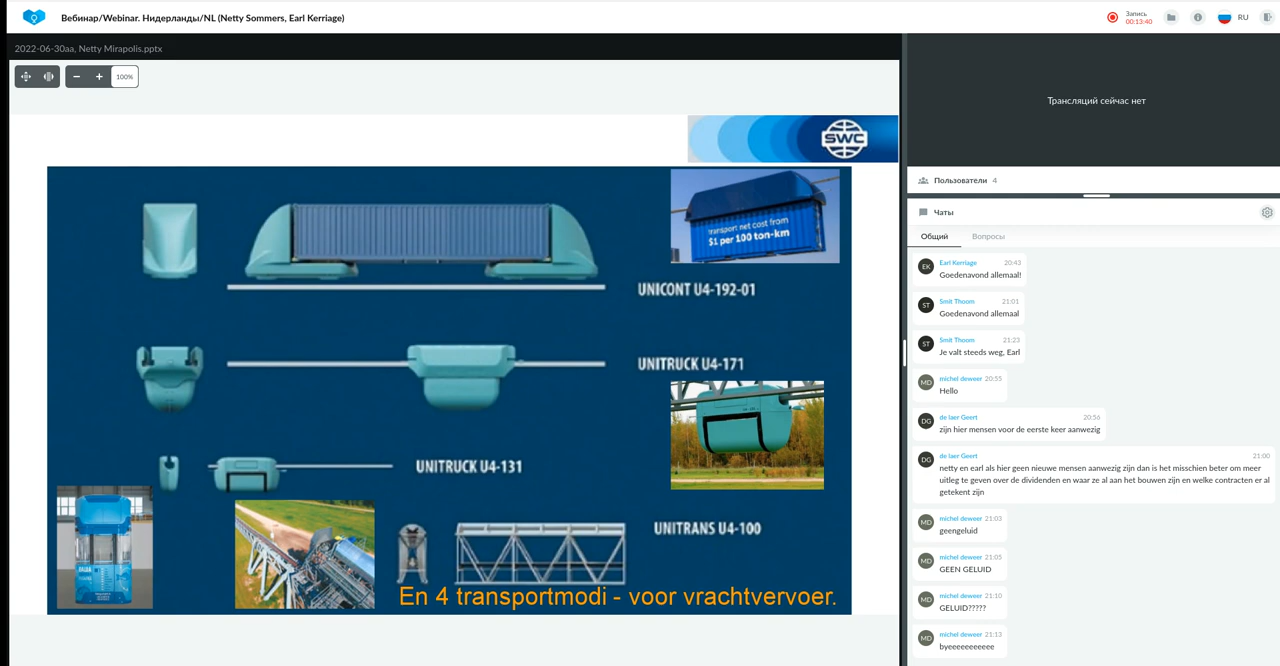 Вебинар/Webinar. Нидерланды/NL (Netty Sommers, Earl Kerriage)
Запись
00:13:40
RU
2022-06-30aa, Netty Mirapolis.pptx
100%
SWC
transport net cost from
$1 per 100 ton-km
UNICONT U4-192-01
UNITRUCK U4-171
UNITRUCK U4-131
UNITRANS U4-100
En 4 transportmodi - voor vrachtvervoer.
Трансляций сейчас нет
Пользователи 4
Чаты
Общий
Вопросы
EK
Earl Kerriage 20:43
Goedenavond allemaal!
ST
Smit Thoom 21:01
Goedenavond allemaal
ST
Smit Thoom 21:23
Je valt steeds weg, Earl
MD
michel deweer 20:55
Hello
DG
de laer Geert 20:56
zijn hier mensen voor de eerste keer aanwezig
DG
de laer Geert 21:00
netty en earl als hier geen nieuwe mensen aanwezig zijn dan is het misschien beter om meer
uitleg te geven over de dividenden en waar ze al aan het bouwen zijn en welke contracten er al
getekent zijn
MD
michel deweer 21:03
geengeluid
MD
michel deweer 21:05
GEEN GELUID
MD
michel deweer 21:10
GELUID?????
MD
michel deweer 21:13
byeeeeeeeeeee